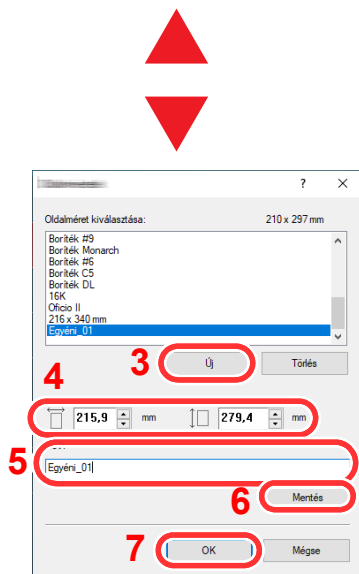 ?
Oldalméret kiválasztása: 210 x 297 mm
Boríték #9
Boríték Monarch
Boríték #6
Boríték C5
Boríték DL
16K
Oficio II
216 x 340 mm
Egyéni_01
3 Új Törlés
4
215,9 mm 279,4 mm
5
Egyéni_01
6 Mentés
7 OK Mégse